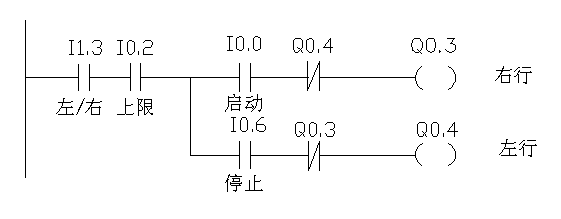 I1.3 I0.2 I0.0 Q0.4 Q0.3
左/右 上限 启动 右行
I0.6 Q0.3 Q0.4
停止 左行